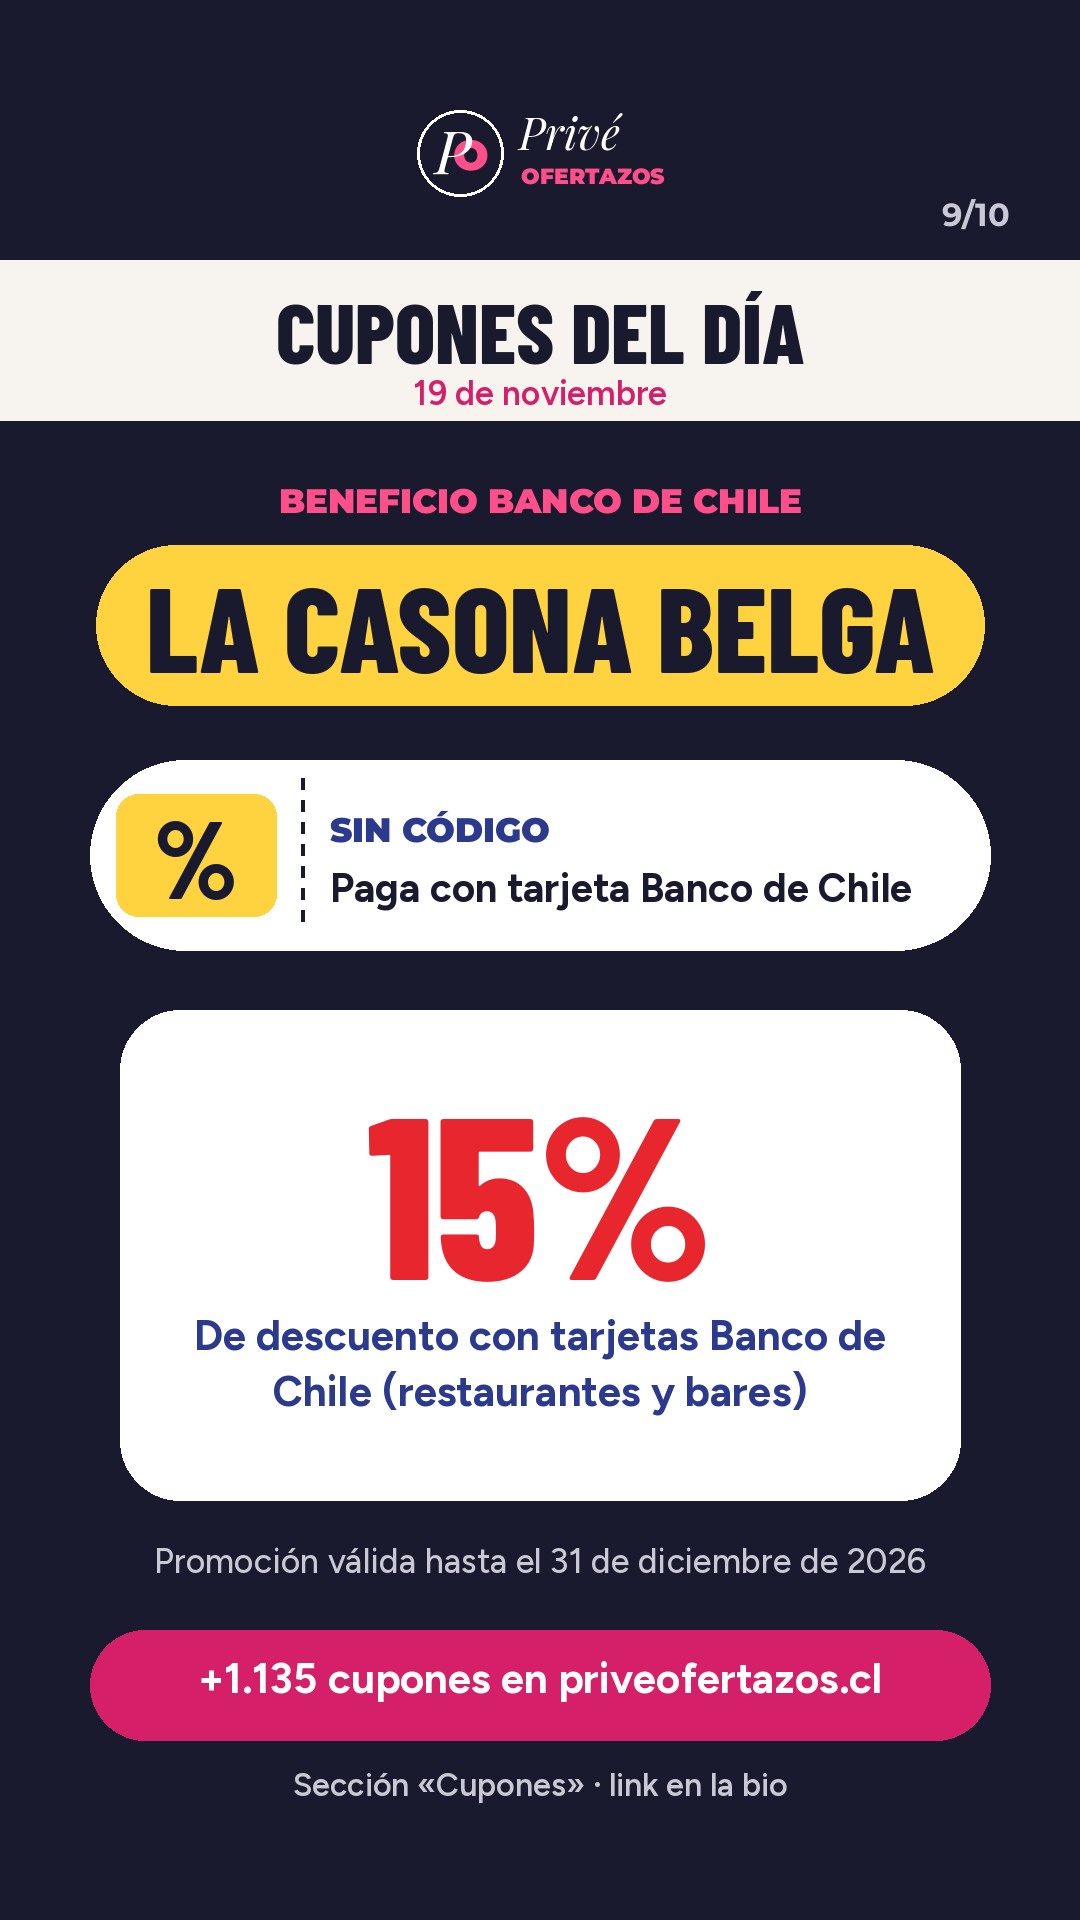 Po
Privé
OFERTAZOS
9/10
CUPONES DEL DÍA
19 de noviembre
BENEFICIO BANCO DE CHILE
LA CASONA BELGA
%
SIN CÓDIGO
Paga con tarjeta Banco de Chile
15%
De descuento con tarjetas Banco de
Chile (restaurantes y bares)
Promoción válida hasta el 31 de diciembre de 2026
+1.135 cupones en priveofertazos.cl
Sección «Cupones» · link en la bio